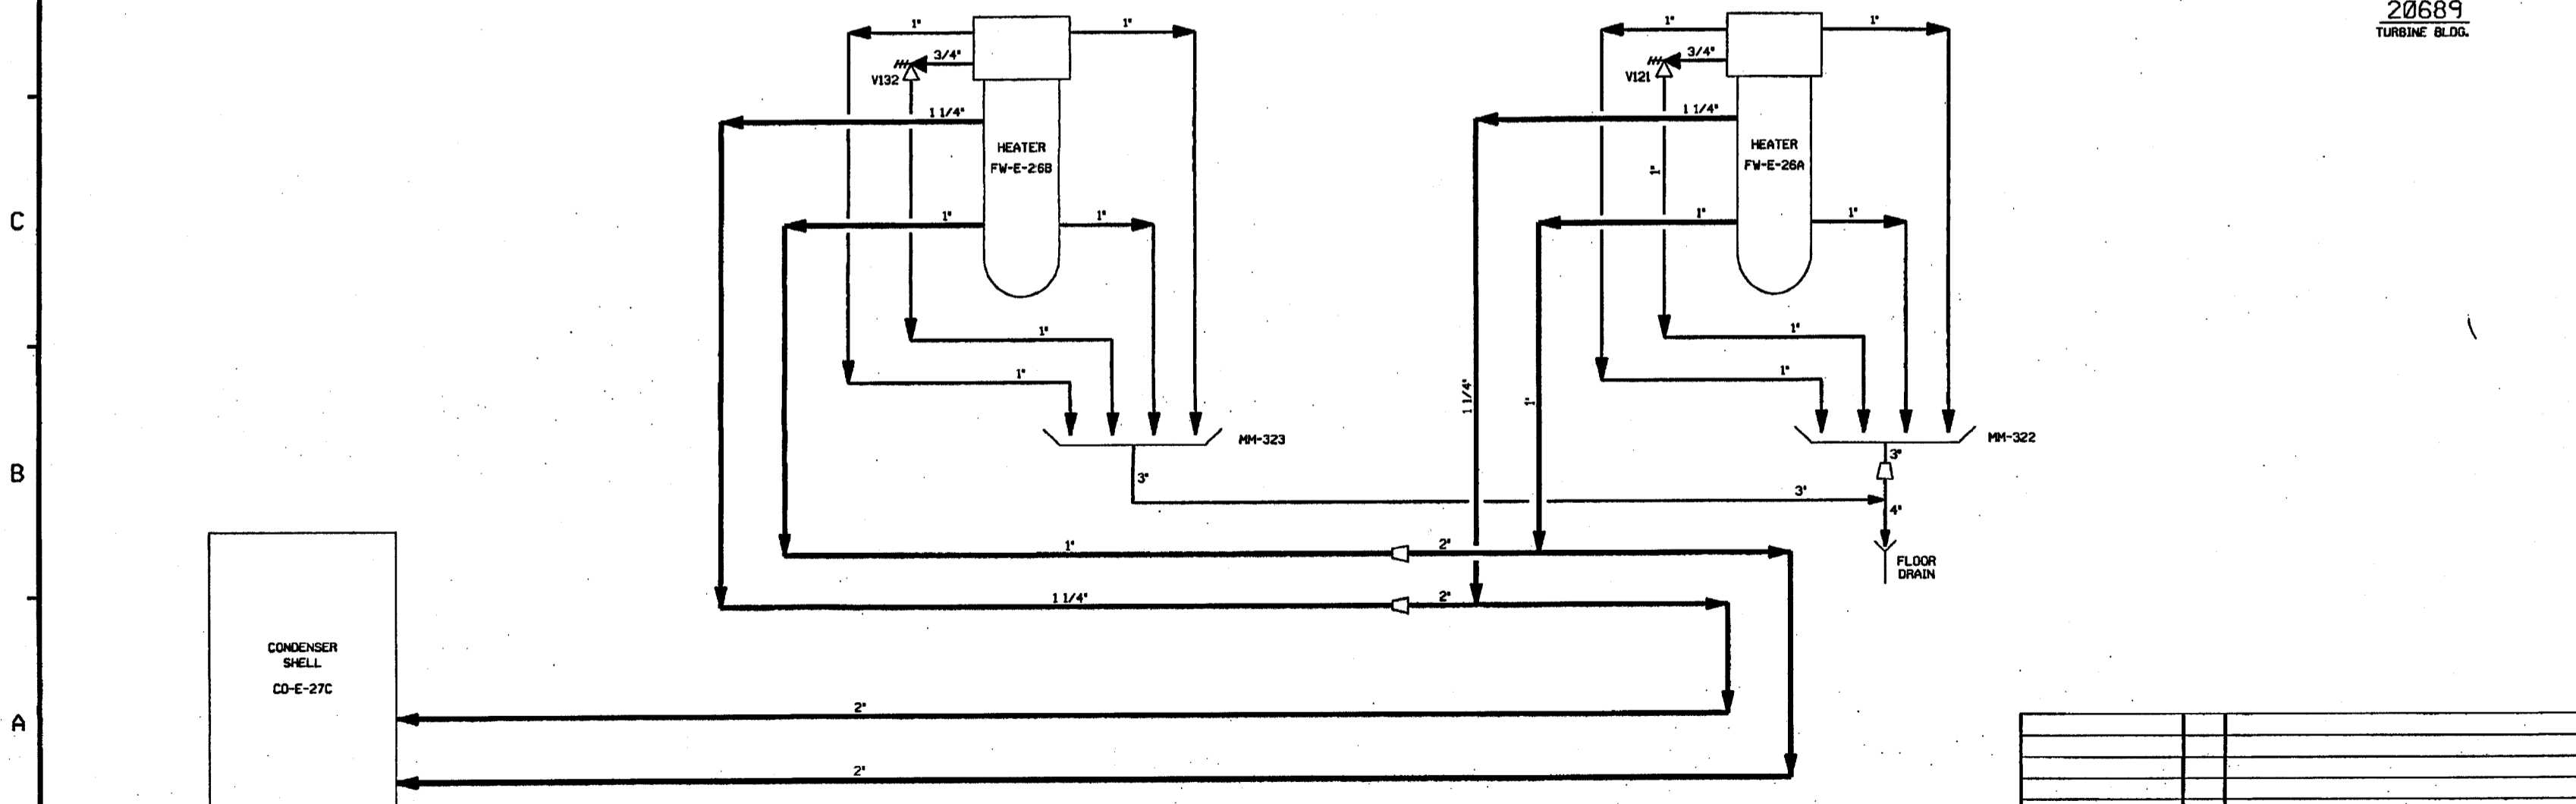 20689
TURBINE BLDG.
1"
1"
1"
1"
3/4"
3/4"
V132
V121
1 1/4"
1 1/4"
HEATER
FW-E-26B
HEATER
FW-E-26A
1"
C
1"
1"
1"
1"
1"
1"
1"
1"
1 1/4"
1"
MM-323
MM-322
B
3"
3"
3"
4"
1"
2"
FLOOR
DRAIN
1 1/4"
2"
CONDENSER
SHELL
CO-E-27C
2"
A
2"